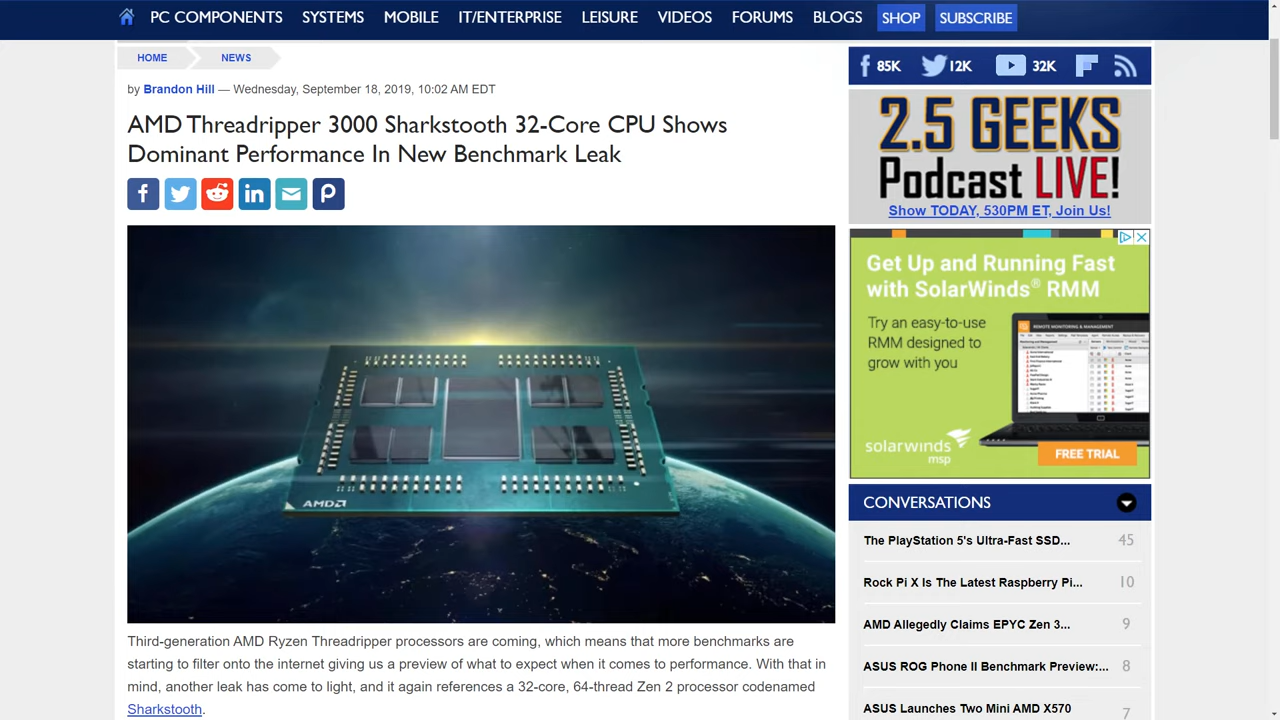 PC COMPONENTS SYSTEMS MOBILE IT/ENTERPRISE LEISURE VIDEOS FORUMS BLOGS SHOP SUBSCRIBE
HOME NEWS
by Brandon Hill — Wednesday, September 18, 2019, 10:02 AM EDT
AMD Threadripper 3000 Sharkstooth 32-Core CPU Shows
Dominant Performance In New Benchmark Leak
AMD
Third-generation AMD Ryzen Threadripper processors are coming, which means that more benchmarks are
starting to filter onto the internet giving us a preview of what to expect when it comes to performance. With that in
mind, another leak has come to light, and it again references a 32-core, 64-thread Zen 2 processor codenamed
Sharkstooth.
85K 12K 32K
2.5 GEEKS
Podcast LIVE!
Show TODAY, 530PM ET, Join Us!
Get Up and Running Fast
with SolarWinds® RMM
Try an easy-to-use
RMM designed to
grow with you
REMOTE MONITORING & MANAGEMENT
solarwinds
msp
FREE TRIAL
CONVERSATIONS
The PlayStation 5's Ultra-Fast SSD... 45
Rock Pi X Is The Latest Raspberry Pi... 10
AMD Allegedly Claims EPYC Zen 3... 9
ASUS ROG Phone II Benchmark Preview:... 8
ASUS Launches Two Mini AMD X570 7